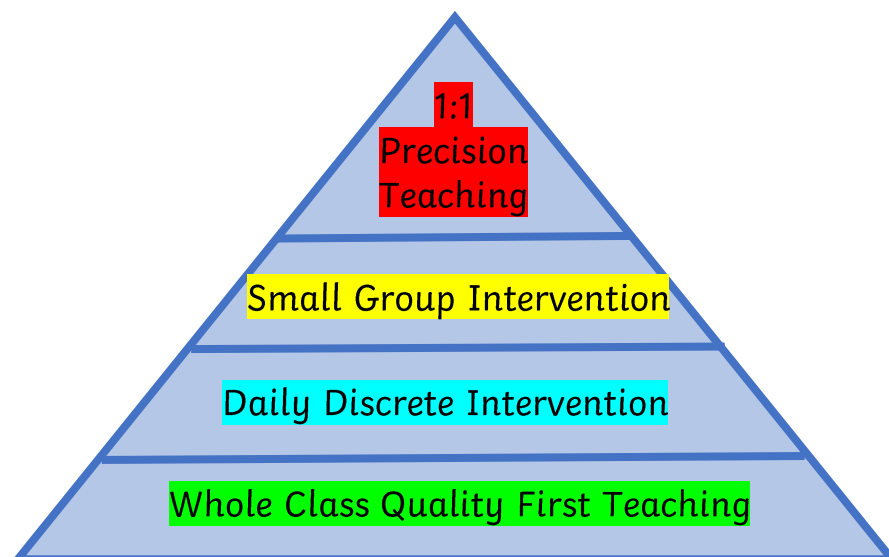 1:1
Precision
Teaching
Small Group Intervention
Daily Discrete Intervention
Whole Class Quality First Teaching